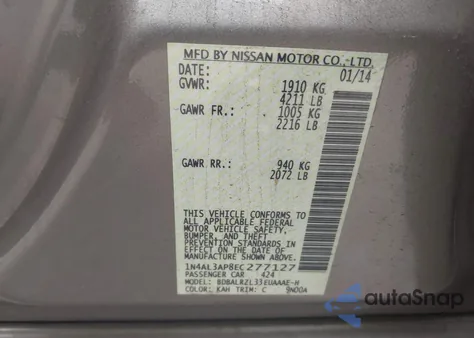 MFD BY NISSAN MOTOR CO.,LTD.
DATE: 01/14
GVWR: 1910 KG
4211 LB
GAWR FR.: 1005 KG
2216 LB
GAWR RR.: 940 KG
2072 LB
THIS VEHICLE CONFORMS TO
ALL APPLICABLE FEDERAL
MOTOR VEHICLE SAFETY,
BUMPER, AND THEFT
PREVENTION STANDARDS IN
EFFECT ON THE DATE OF
MANUFACTURE SHOWN ABOVE.
1N4AL3AP8EC277127
PASSENGER CAR 424
MODEL: BDBALRZL33EUAAAE-H
COLOR: KAH TRIM: C 9N00A
autoSnap
POWERED BY